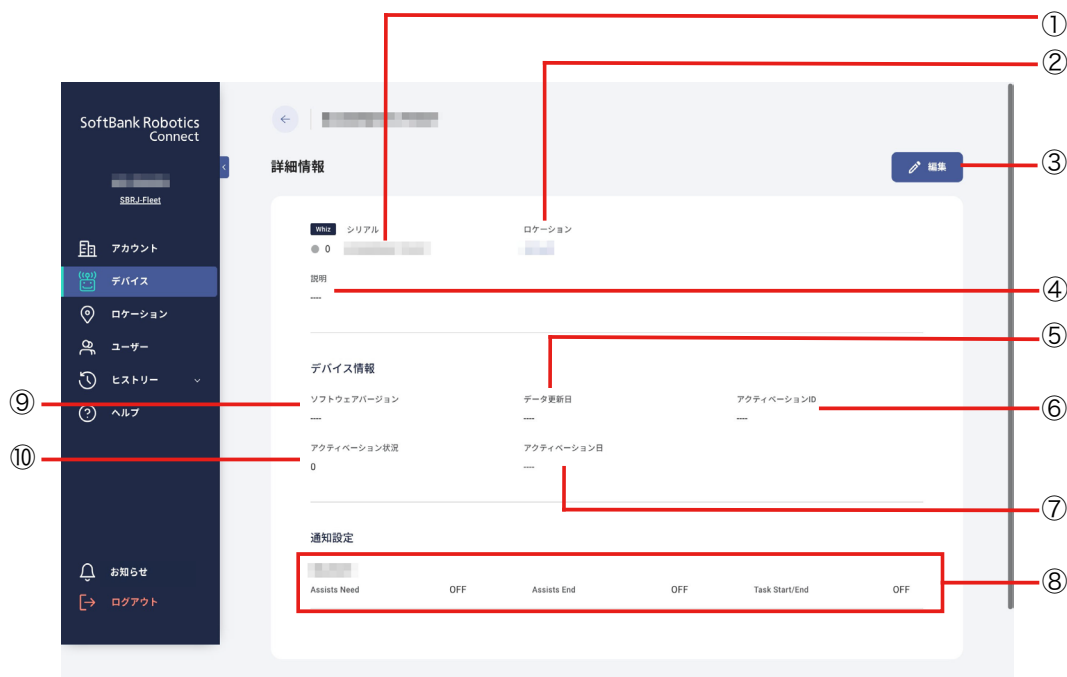 ①
②
SoftBank Robotics
Connect
SBRJ-Fleet
アカウント
デバイス
ロケーション
ユーザー
ヒストリー
ヘルプ
お知らせ
ログアウト
詳細情報
編集
③
Whiz シリアル
ロケーション
0
説明
----
④
⑤
デバイス情報
⑨
ソフトウェアバージョン
データ更新日
アクティベーションID
⑥
----
----
----
⑩
アクティベーション状況
アクティベーション日
0
----
⑦
通知設定
Assists Need OFF Assists End OFF Task Start/End OFF
⑧